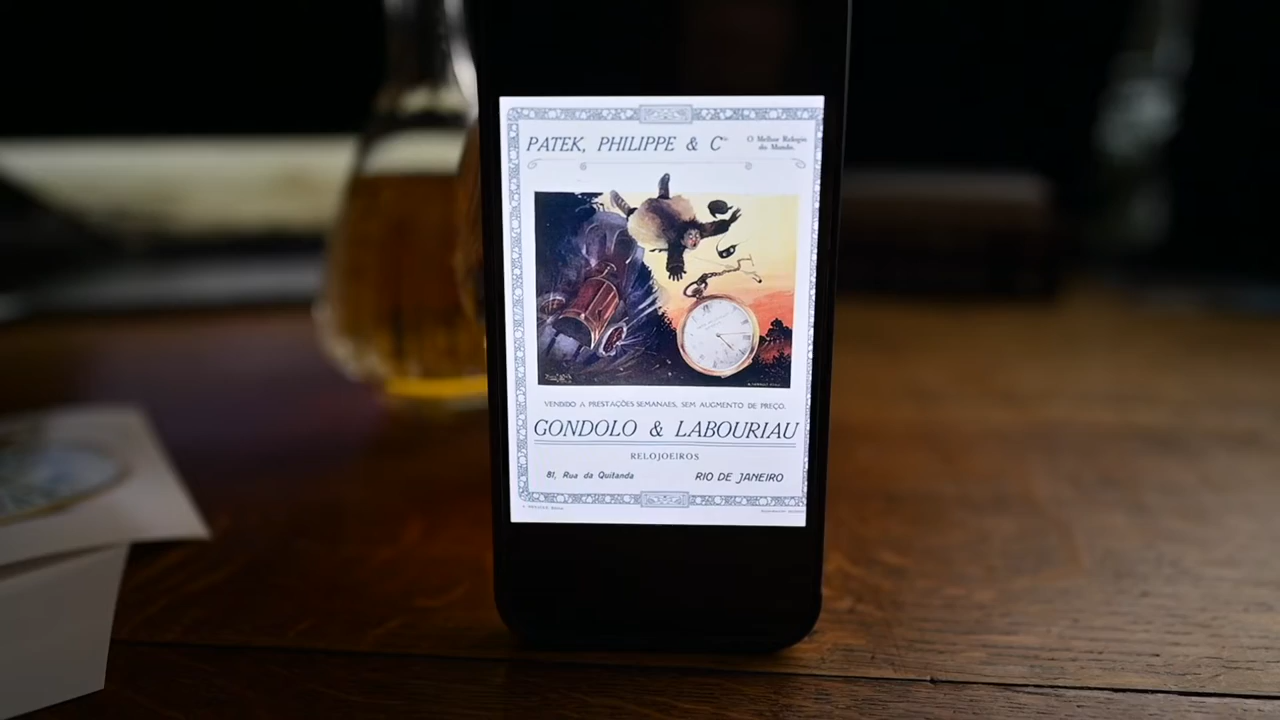 PATEK, PHILIPPE & Cº
O Melhor Relogio
do Mundo.
VENDIDO A PRESTAÇÕES SEMANAES, SEM AUGMENTO DE PREÇO.
GONDOLO & LABOURIAU
RELOJOEIROS
81, Rua da Quitanda
RIO DE JANEIRO